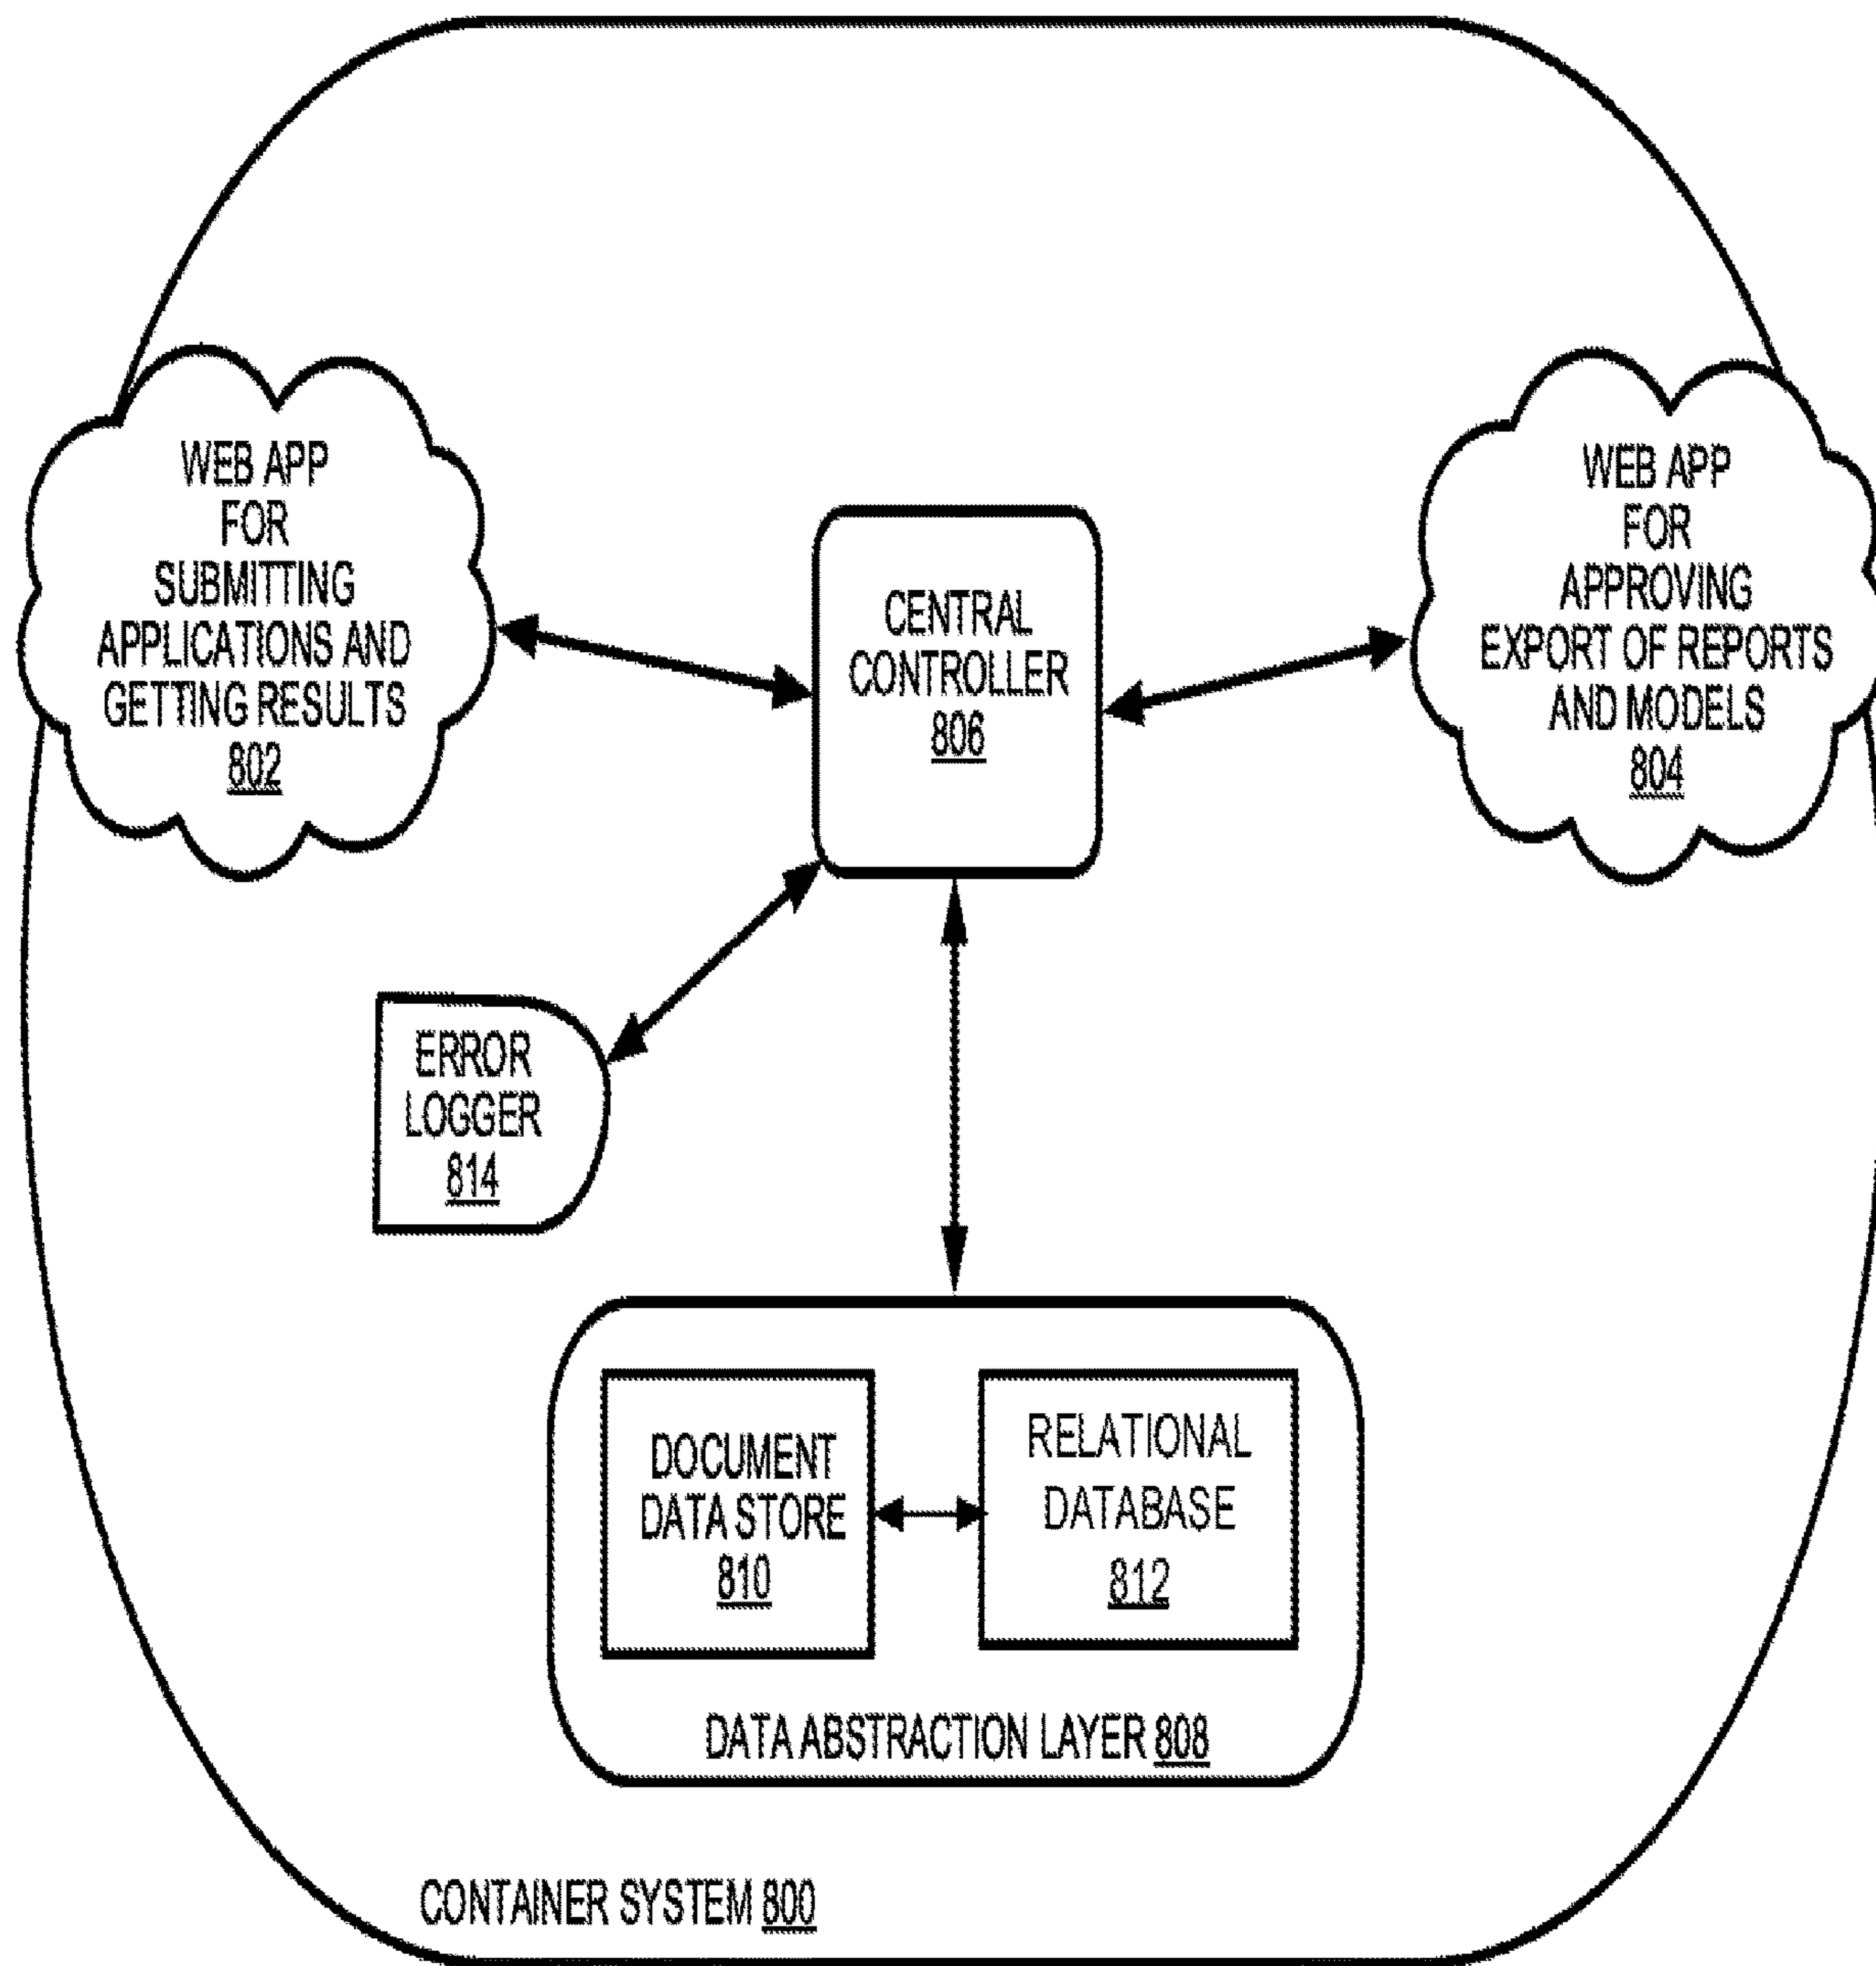 WEB APP
FOR
SUBMITTING
APPLICATIONS AND
GETTING RESULTS
802
CENTRAL
CONTROLLER
806
WEB APP
FOR
APPROVING
EXPORT OF REPORTS
AND MODELS
804
ERROR
LOGGER
814
DOCUMENT
DATA STORE
810
RELATIONAL
DATABASE
812
DATA ABSTRACTION LAYER 808
CONTAINER SYSTEM 800